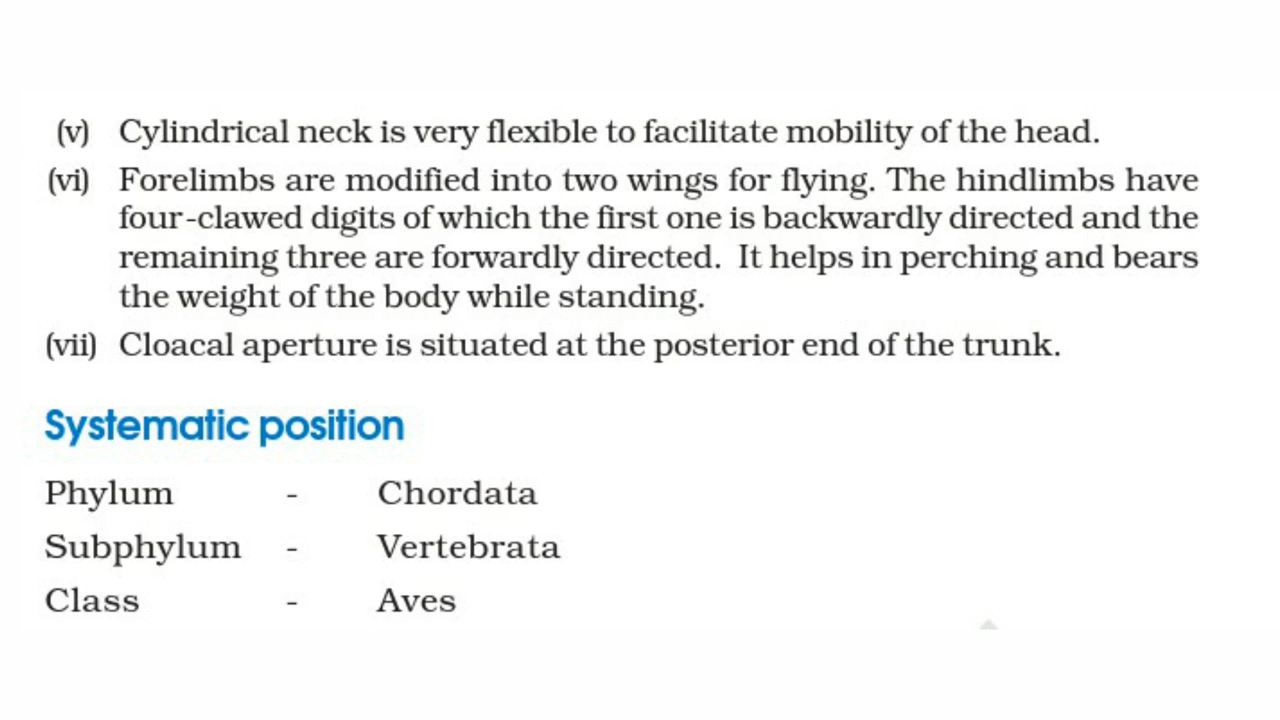 (v) Cylindrical neck is very flexible to facilitate mobility of the head.
(vi) Forelimbs are modified into two wings for flying. The hindlimbs have
four-clawed digits of which the first one is backwardly directed and the
remaining three are forwardly directed. It helps in perching and bears
the weight of the body while standing.
(vii) Cloacal aperture is situated at the posterior end of the trunk.
Systematic position
Phylum - Chordata
Subphylum - Vertebrata
Class - Aves